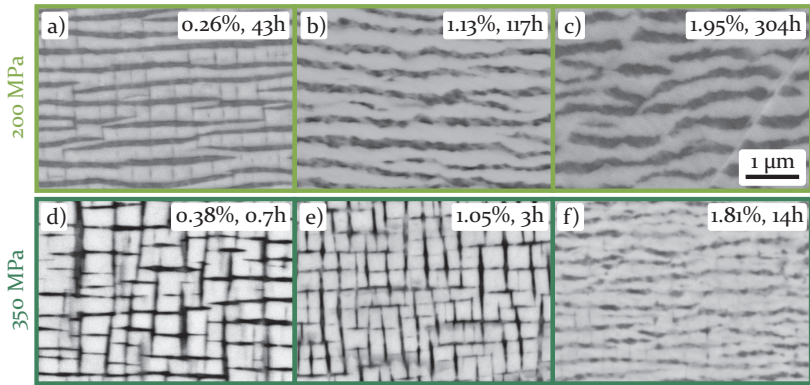 200 MPa
a)
0.26%, 43h
b)
1.13%, 117h
c)
1.95%, 304h
1 µm
350 MPa
d)
0.38%, 0.7h
e)
1.05%, 3h
f)
1.81%, 14h